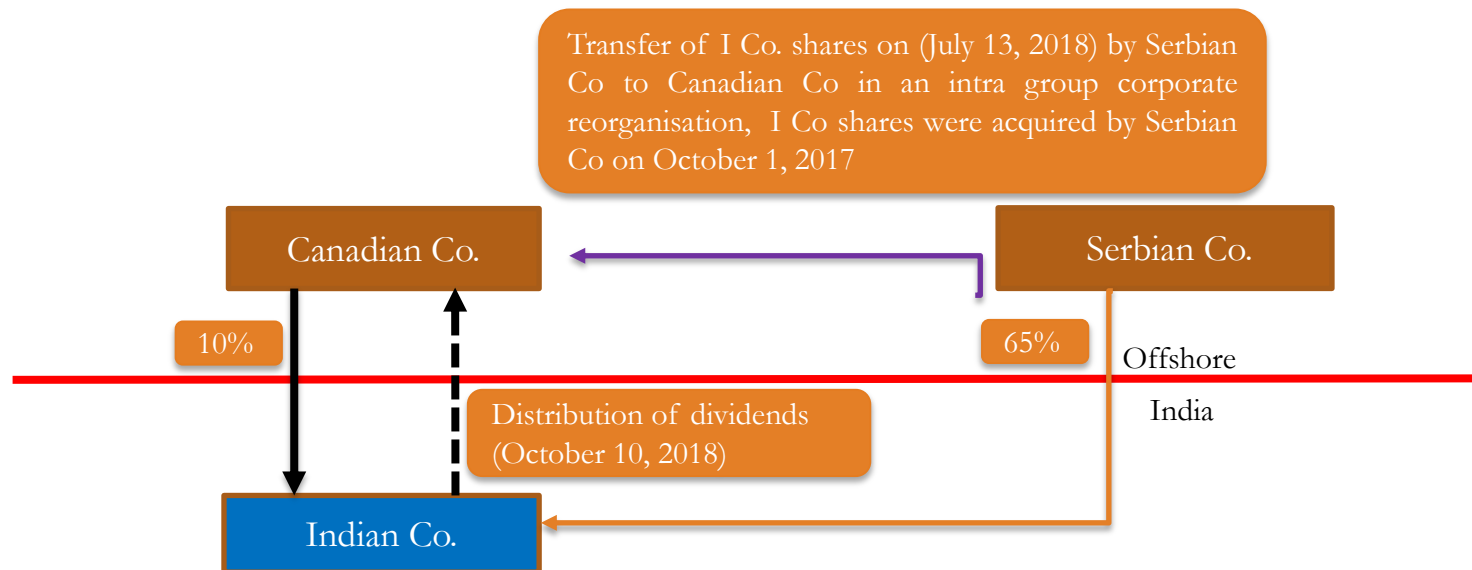 Transfer of I Co. shares on (July 13, 2018) by Serbian
Co to Canadian Co in an intra group corporate
reorganisation, I Co shares were acquired by Serbian
Co on October 1, 2017
Canadian Co.
Serbian Co.
10%
65%
Offshore
India
Distribution of dividends
(October 10, 2018)
Indian Co.